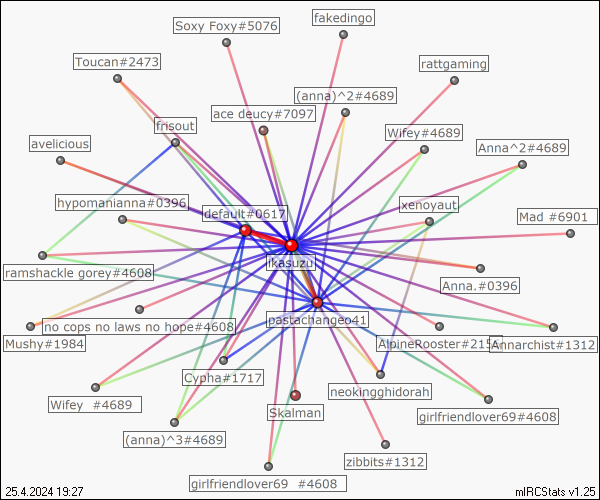 fakedingo
Soxy Foxy#5076
Toucan#2473
rattgaming
(anna)^2#4689
ace deucy#7097
frisout
Wifey#4689
avelicious
Anna^2#4689
hypomanianna#0396
xenoyaut
default#0617
Mad #6901
ikasuzu
ramshackle gorey#4608
Anna.#0396
pastachangeo41
no cops no laws no hope#4608
Mushy#1984
AlpineRooster#215
Annarchist#1312
Cypha#1717
neokingghidorah
Wifey  #4689
Skalman
girlfriendlover69#4608
(anna)^3#4689
zibbits#1312
girlfriendlover69  #4608
25.4.2024 19:27
mIRCStats v1.25